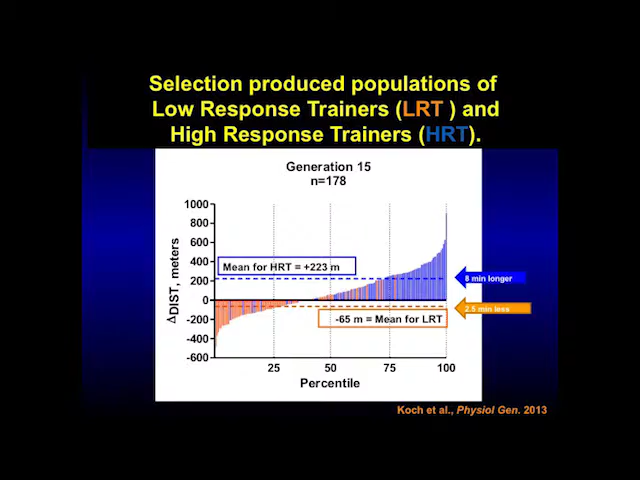 Selection produced populations of
Low Response Trainers (LRT ) and
High Response Trainers (HRT).
Generation 15
n=178
1000
800
600
400
200
0
-200
-400
-600
ΔDIST, meters
Mean for HRT = +223 m
-65 m = Mean for LRT
8 min longer
2.5 min less
25
50
75
100
Percentile
Koch et al., Physiol Gen. 2013